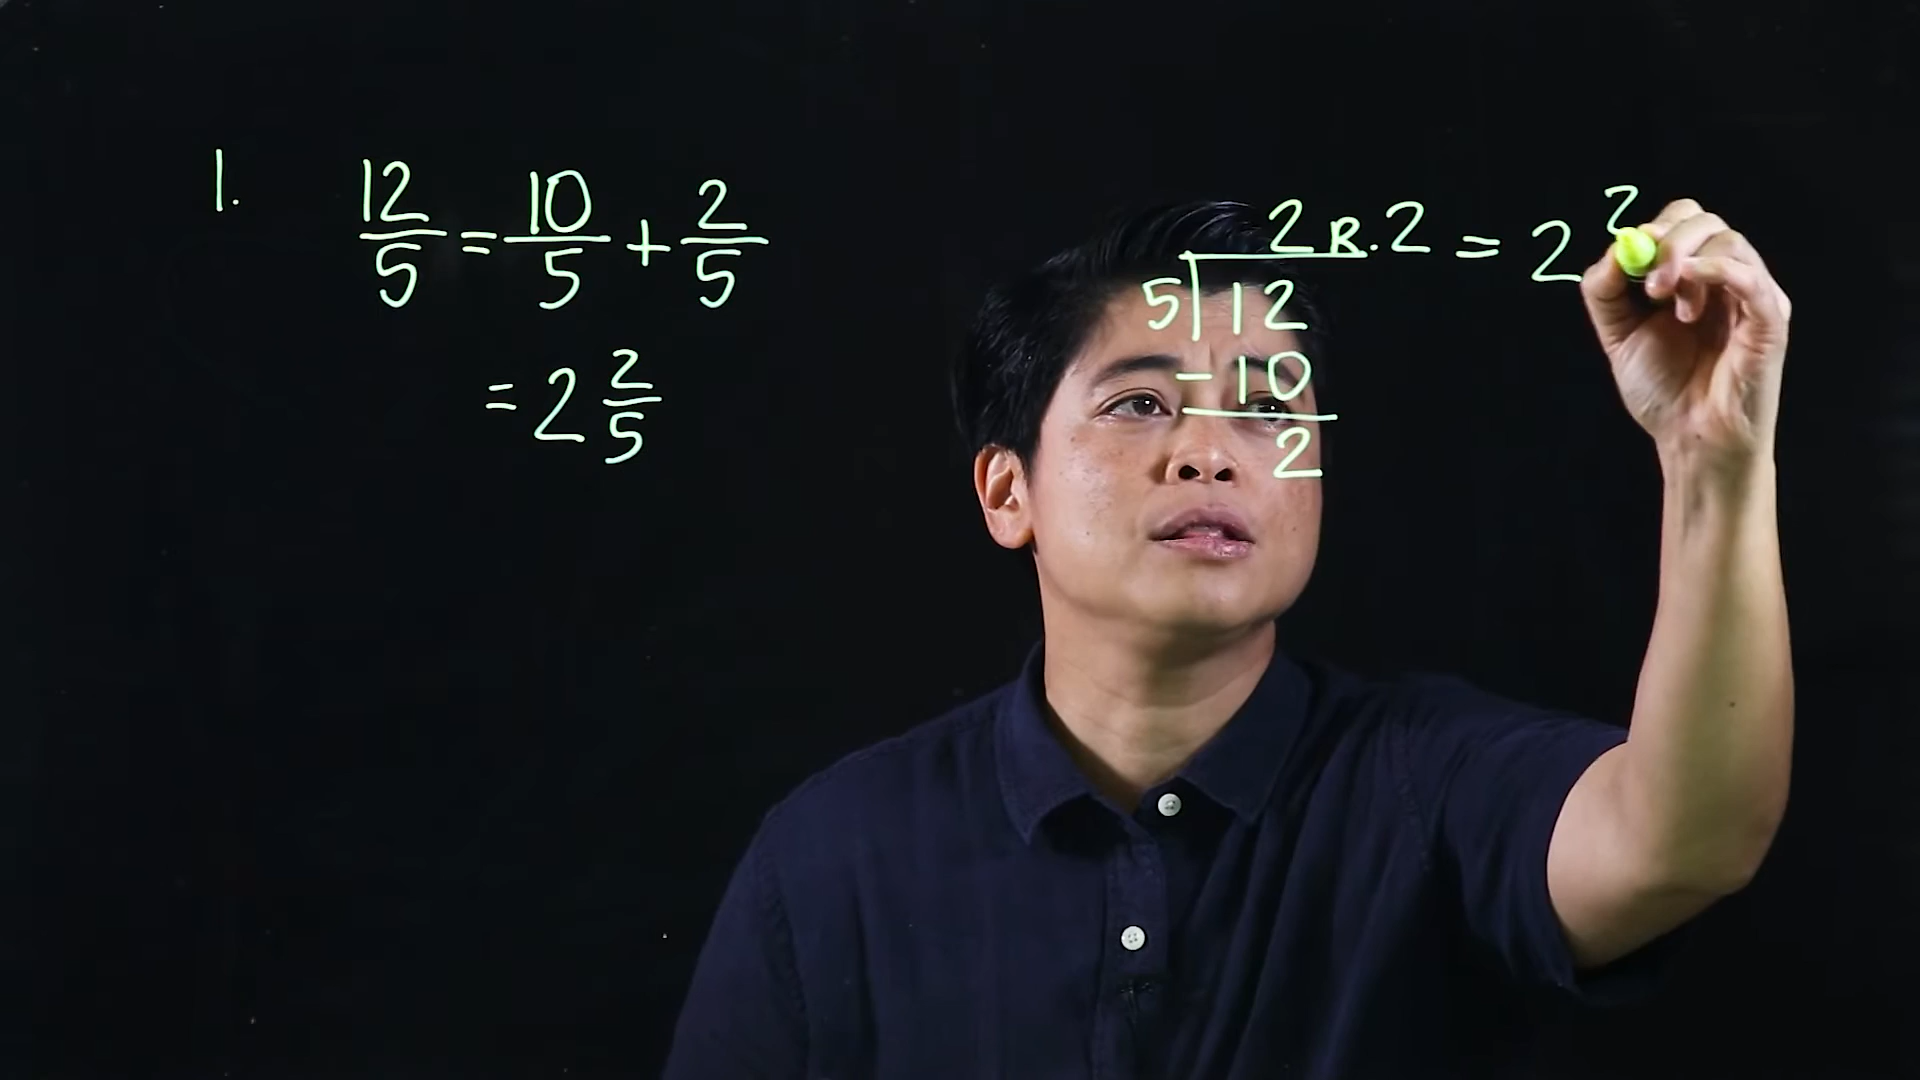 1. 12/5 = 10/5 + 2/5
= 2 2/5
2 R. 2 = 2 2
5 12
- 10
2